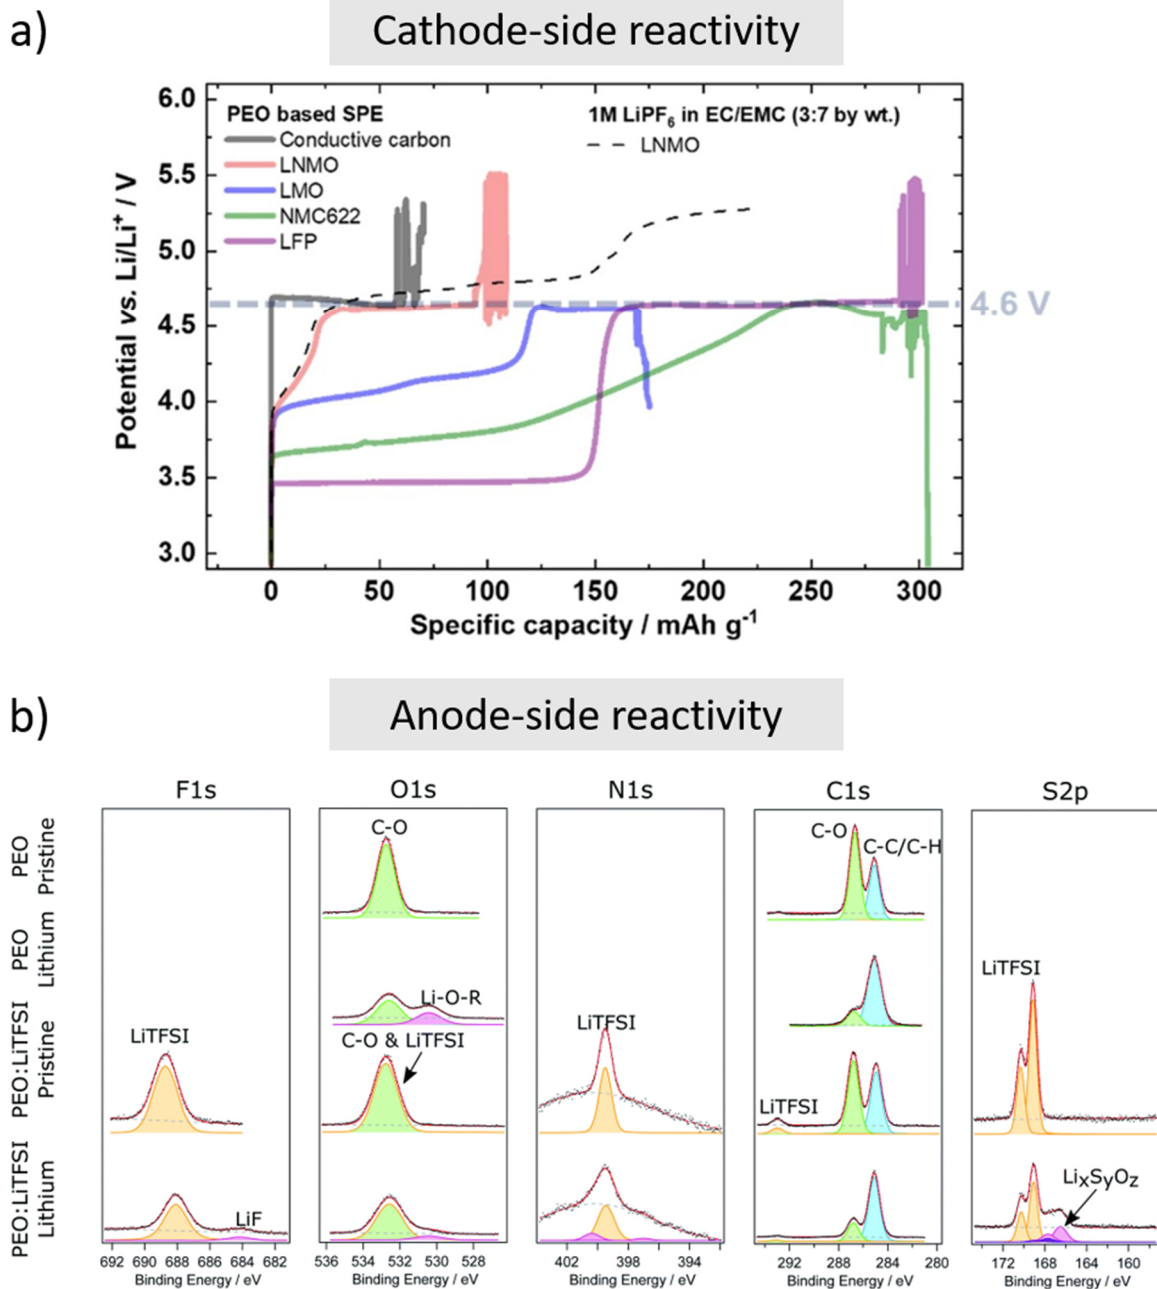 a)
Cathode-side reactivity
6.0
5.5
5.0
4.5
4.0
3.5
3.0
Potential vs. Li/Li⁺ / V
PEO based SPE
Conductive carbon
LNMO
LMO
NMC622
LFP
1M LiPF₆ in EC/EMC (3:7 by wt.)
LNMO
4.6 V
0 50 100 150 200 250 300
Specific capacity / mAh g⁻¹
b)
Anode-side reactivity
F1s O1s N1s C1s S2p
PEO Pristine
C-O
C-O
C-C/C-H
PEO Lithium
Li-O-R
PEO:LiTFSI Pristine
LiTFSI
C-O & LiTFSI
LiTFSI
LiTFSI
LiTFSI
PEO:LiTFSI Lithium
LiF
LiₓSᵧO𝓏
692 690 688 686 684 682
536 534 532 530 528
402 398 394
292 288 284 280
172 168 164 160
Binding Energy / eV
Binding Energy / eV
Binding Energy / eV
Binding Energy / eV
Binding Energy / eV